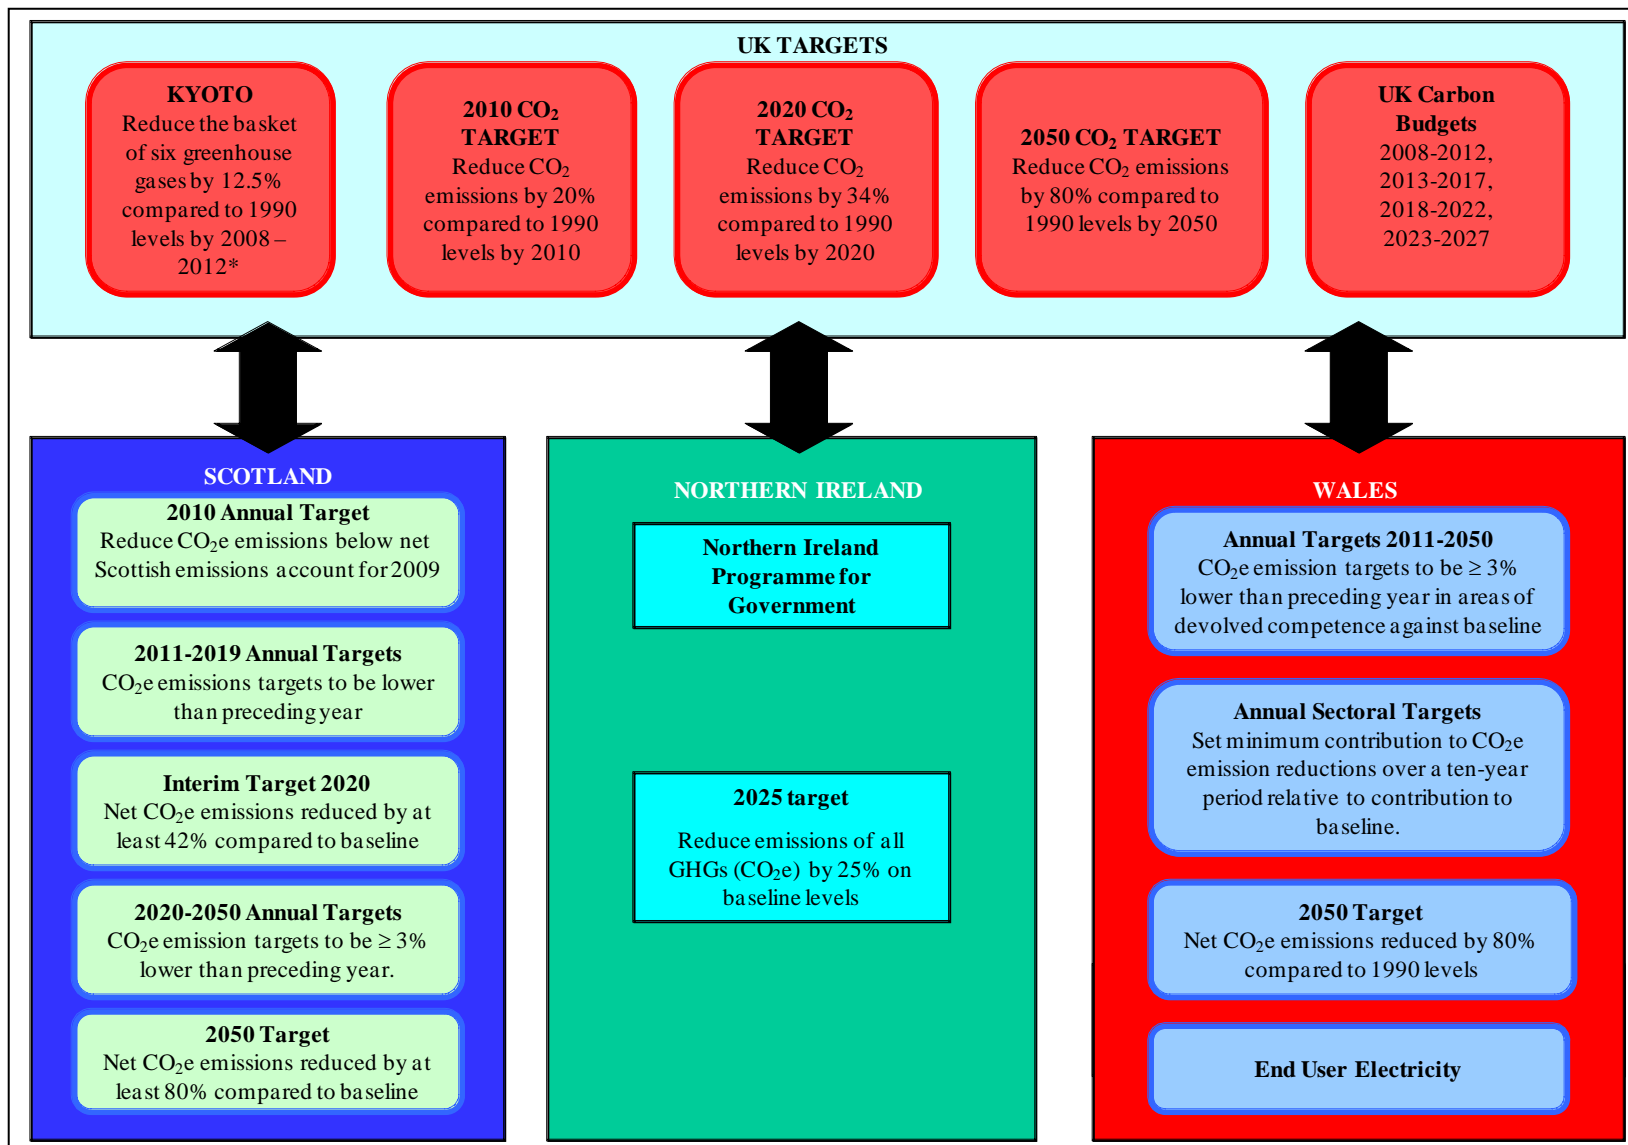 UK TARGETS
KYOTO
Reduce the basket
of six greenhouse
gases by 12.5%
compared to 1990
levels by 2008 –
2012*
2010 CO₂
TARGET
Reduce CO₂
emissions by 20%
compared to 1990
levels by 2010
2020 CO₂
TARGET
Reduce CO₂
emissions by 34%
compared to 1990
levels by 2020
2050 CO₂ TARGET
Reduce CO₂ emissions
by 80% compared to
1990 levels by 2050
UK Carbon
Budgets
2008-2012,
2013-2017,
2018-2022,
2023-2027
SCOTLAND
2010 Annual Target
Reduce CO₂e emissions below net
Scottish emissions account for 2009
2011-2019 Annual Targets
CO₂e emissions targets to be lower
than preceding year
Interim Target 2020
Net CO₂e emissions reduced by at
least 42% compared to baseline
2020-2050 Annual Targets
CO₂e emission targets to be ≥ 3%
lower than preceding year.
2050 Target
Net CO₂e emissions reduced by at
least 80% compared to baseline
NORTHERN IRELAND
Northern Ireland
Programme for
Government
2025 target
Reduce emissions of all
GHGs (CO₂e) by 25% on
baseline levels
WALES
Annual Targets 2011-2050
CO₂e emission targets to be ≥ 3%
lower than preceding year in areas of
devolved competence against baseline
Annual Sectoral Targets
Set minimum contribution to CO₂e
emission reductions over a ten-year
period relative to contribution to
baseline.
2050 Target
Net CO₂e emissions reduced by 80%
compared to 1990 levels
End User Electricity